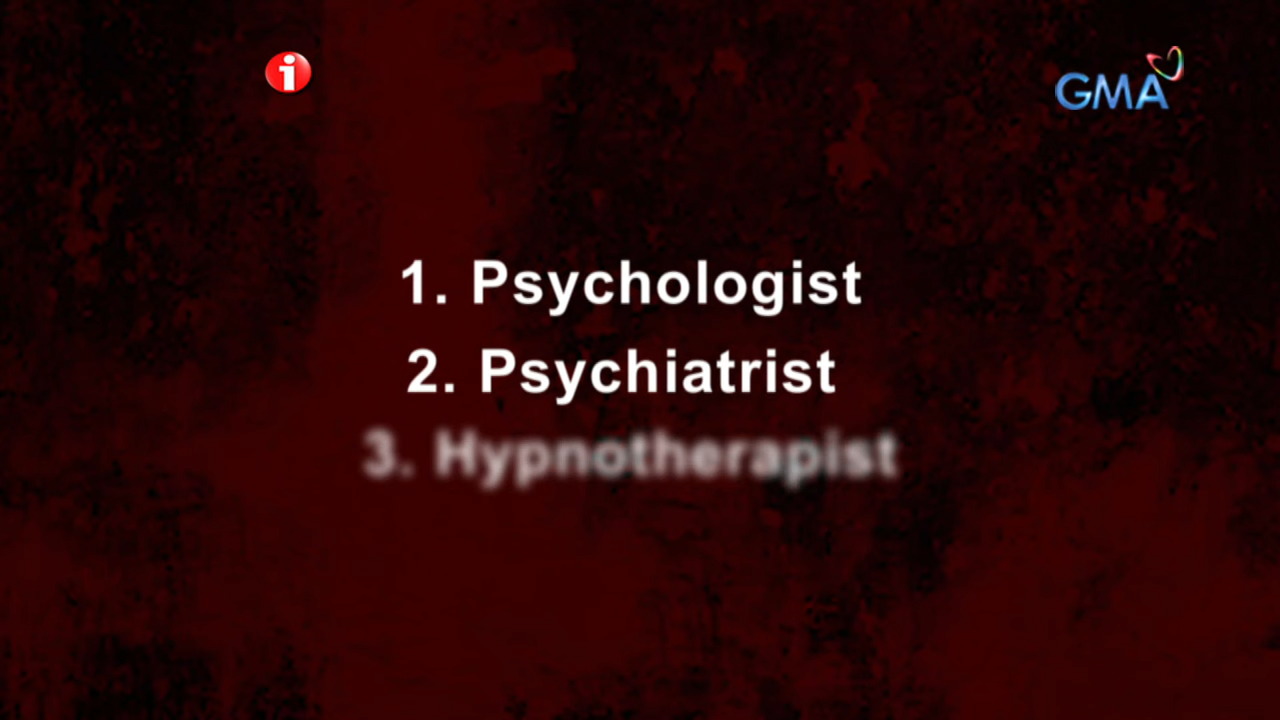 i
GMA
1. Psychologist
2. Psychiatrist
3. Hypnotherapist